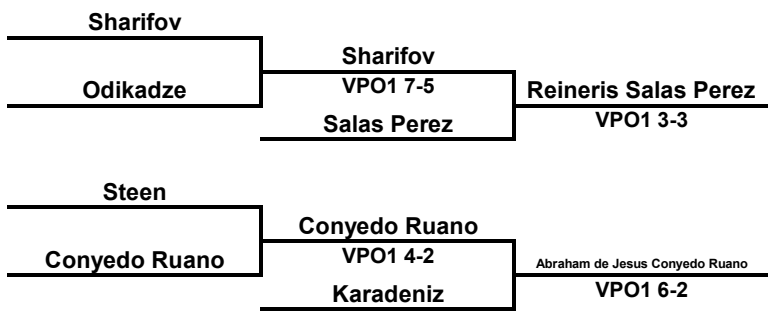 Sharifov
Sharifov
Odikadze
VPO1 7-5
Reineris Salas Perez
Salas Perez
VPO1 3-3
Steen
Conyedo Ruano
Conyedo Ruano
VPO1 4-2
Abraham de Jesus Conyedo Ruano
Karadeniz
VPO1 6-2